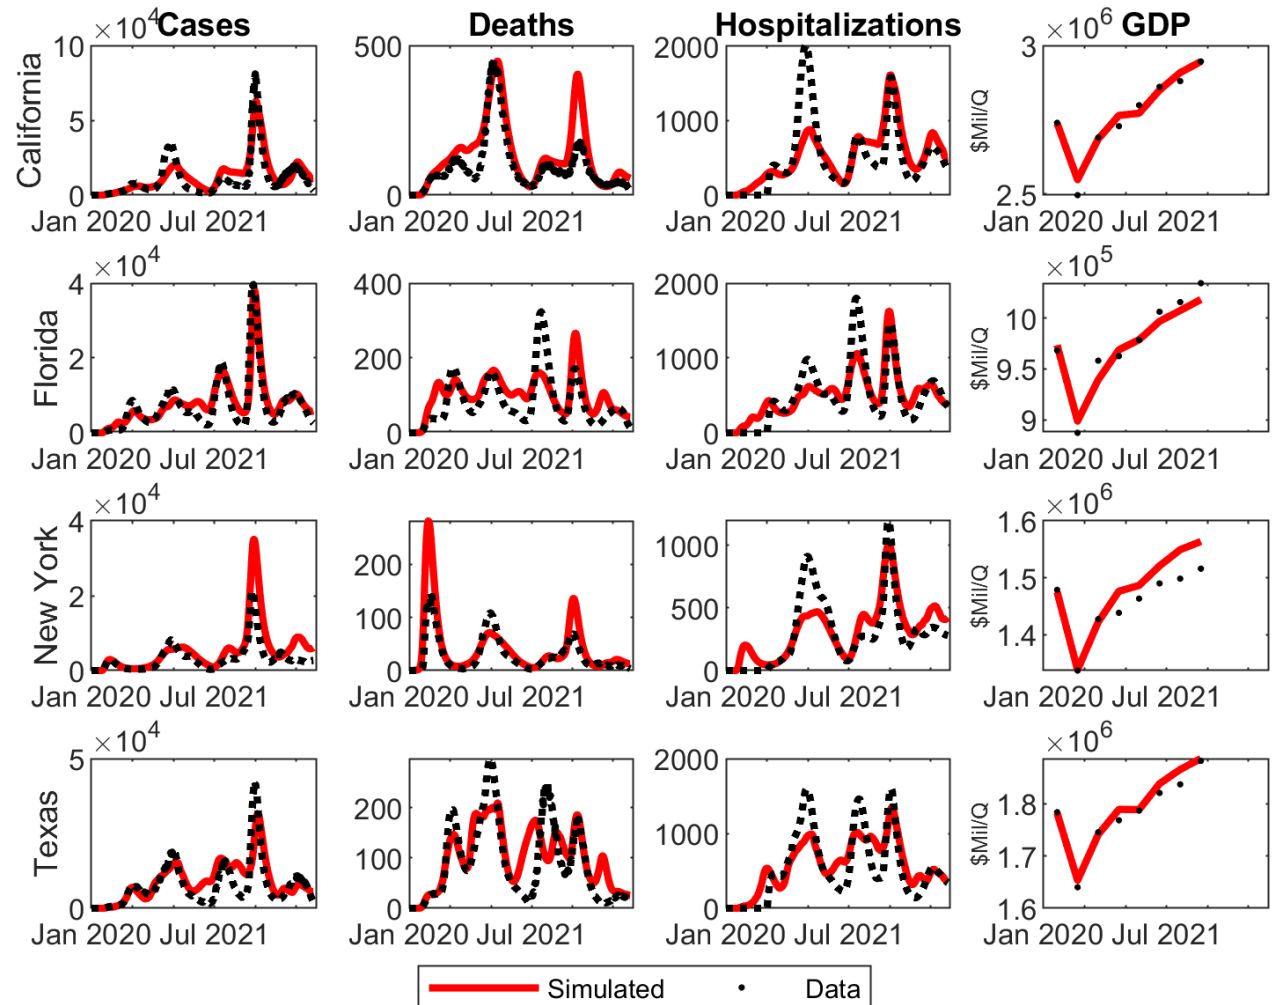 ×10⁴ Cases Deaths Hospitalizations ×10⁶ GDP
California
10
5
0
Jan 2020 Jul 2021
500
0
Jan 2020 Jul 2021
2000
1000
0
Jan 2020 Jul 2021
$Mil/Q
3
2.5
Jan 2020 Jul 2021
Florida
×10⁴
4
2
0
Jan 2020 Jul 2021
400
200
0
Jan 2020 Jul 2021
2000
1000
0
Jan 2020 Jul 2021
×10⁵
$Mil/Q
10
9.5
9
Jan 2020 Jul 2021
New York
×10⁴
4
2
0
Jan 2020 Jul 2021
200
100
0
Jan 2020 Jul 2021
1000
500
0
Jan 2020 Jul 2021
×10⁶
$Mil/Q
1.6
1.5
1.4
Jan 2020 Jul 2021
Texas
×10⁴
5
0
Jan 2020 Jul 2021
200
100
0
Jan 2020 Jul 2021
2000
1000
0
Jan 2020 Jul 2021
×10⁶
$Mil/Q
1.8
1.7
1.6
Jan 2020 Jul 2021
Simulated Data